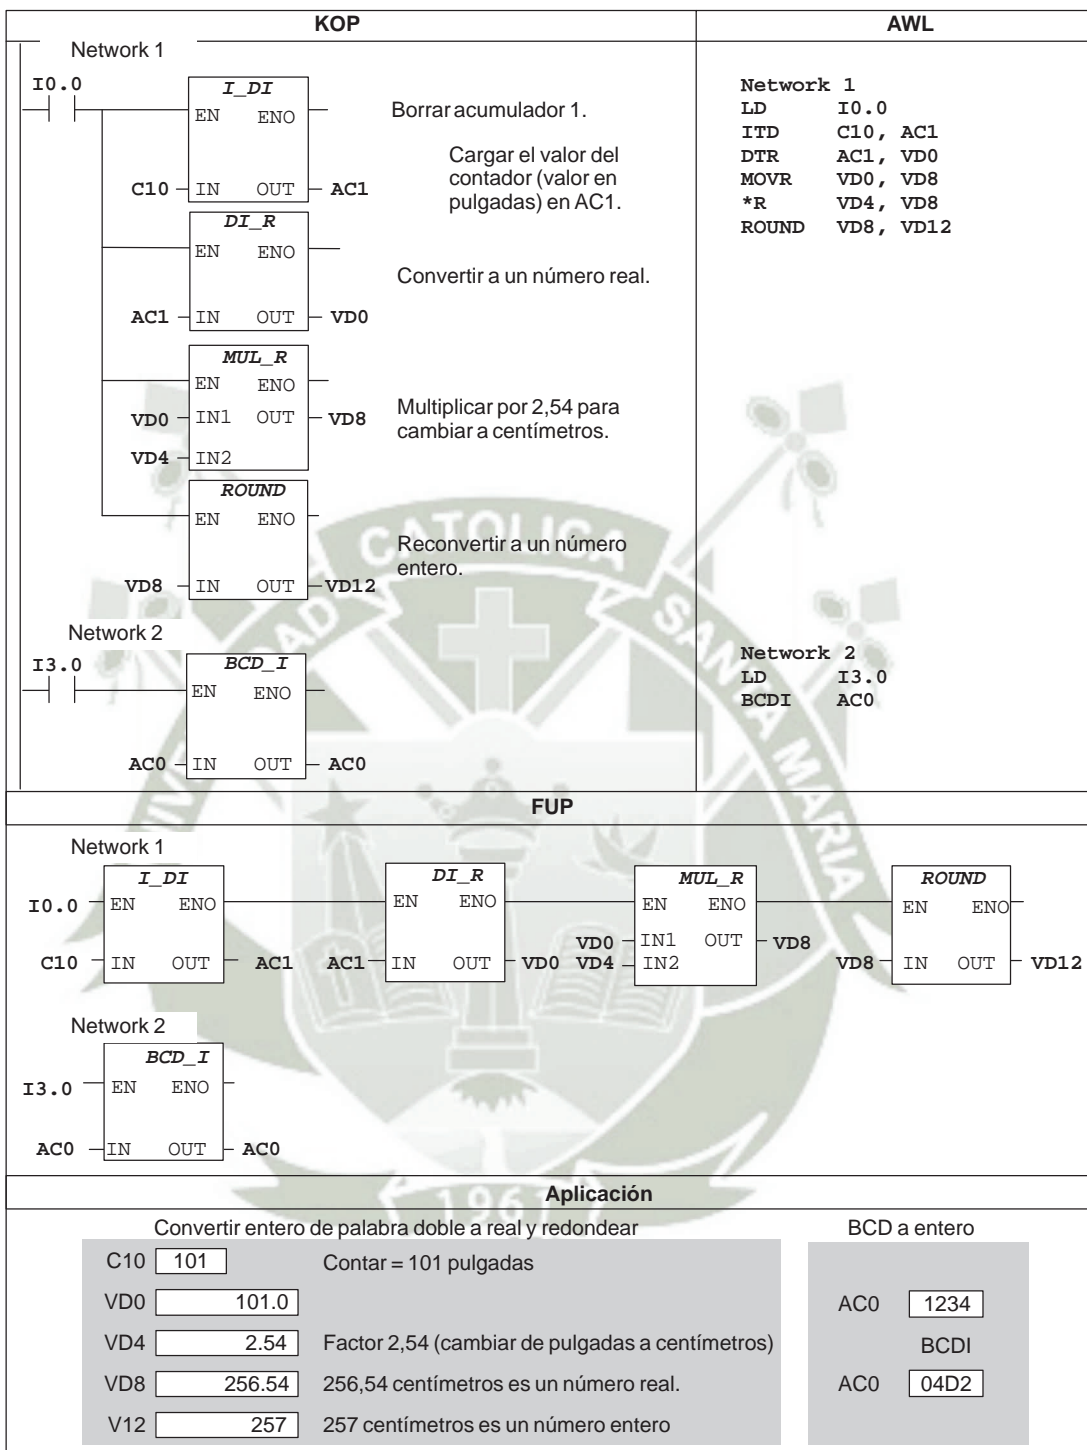 KOP
AWL
Network 1
I0.0
I_DI
EN ENO
Borrar acumulador 1.
C10 IN OUT AC1
Cargar el valor del
contador (valor en
pulgadas) en AC1.
DI_R
EN ENO
Convertir a un número real.
AC1 IN OUT VD0
MUL_R
EN ENO
VD0 IN1 OUT VD8
Multiplicar por 2,54 para
cambiar a centímetros.
VD4 IN2
ROUND
EN ENO
Reconvertir a un número
entero.
VD8 IN OUT VD12
Network 2
I3.0
BCD_I
EN ENO
AC0 IN OUT AC0
Network 1
LD I0.0
ITD C10, AC1
DTR AC1, VD0
MOVR VD0, VD8
*R VD4, VD8
ROUND VD8, VD12
Network 2
LD I3.0
BCDI AC0
FUP
Network 1
I_DI DI_R MUL_R ROUND
I0.0 EN ENO EN ENO EN ENO EN ENO
VD0 IN1 OUT VD8
C10 IN OUT AC1 AC1 IN OUT VD0 VD4 IN2 VD8 IN OUT VD12
Network 2
BCD_I
I3.0 EN ENO
AC0 IN OUT AC0
Aplicación
Convertir entero de palabra doble a real y redondear
C10 101 Contar = 101 pulgadas
VD0 101.0
VD4 2.54 Factor 2,54 (cambiar de pulgadas a centímetros)
VD8 256.54 256,54 centímetros es un número real.
V12 257 257 centímetros es un número entero
BCD a entero
AC0 1234
BCDI
AC0 04D2
CATOLICA
SANTA MARIA
196